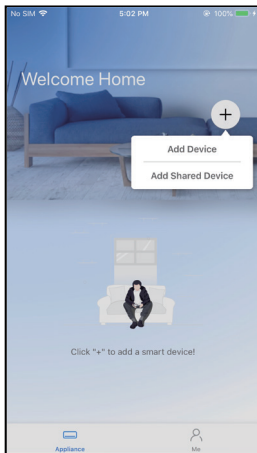 No SIM 5:02 PM 100%
Welcome Home
+
Add Device
Add Shared Device
Click "+" to add a smart device!
Appliance Me